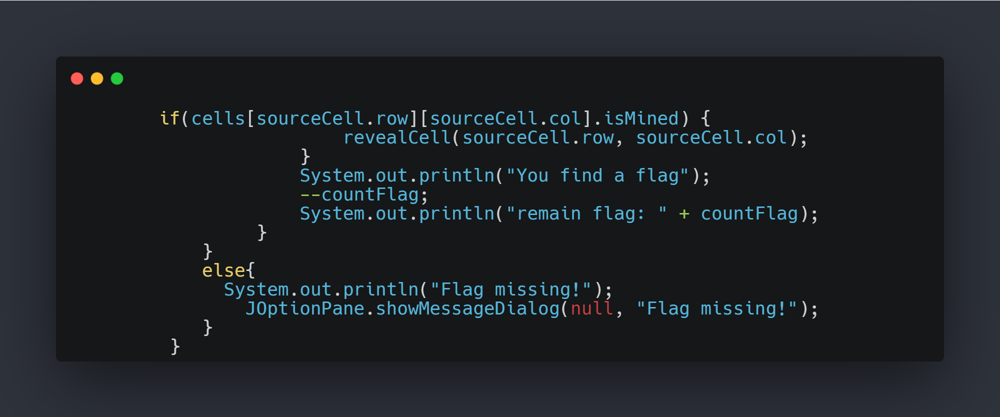 if(cells[sourceCell.row][sourceCell.col].isMined) {
revealCell(sourceCell.row, sourceCell.col);
}
System.out.println("You find a flag");
--countFlag;
System.out.println("remain flag: " + countFlag);
}
}
else{
System.out.println("Flag missing!");
JOptionPane.showMessageDialog(null, "Flag missing!");
}
}